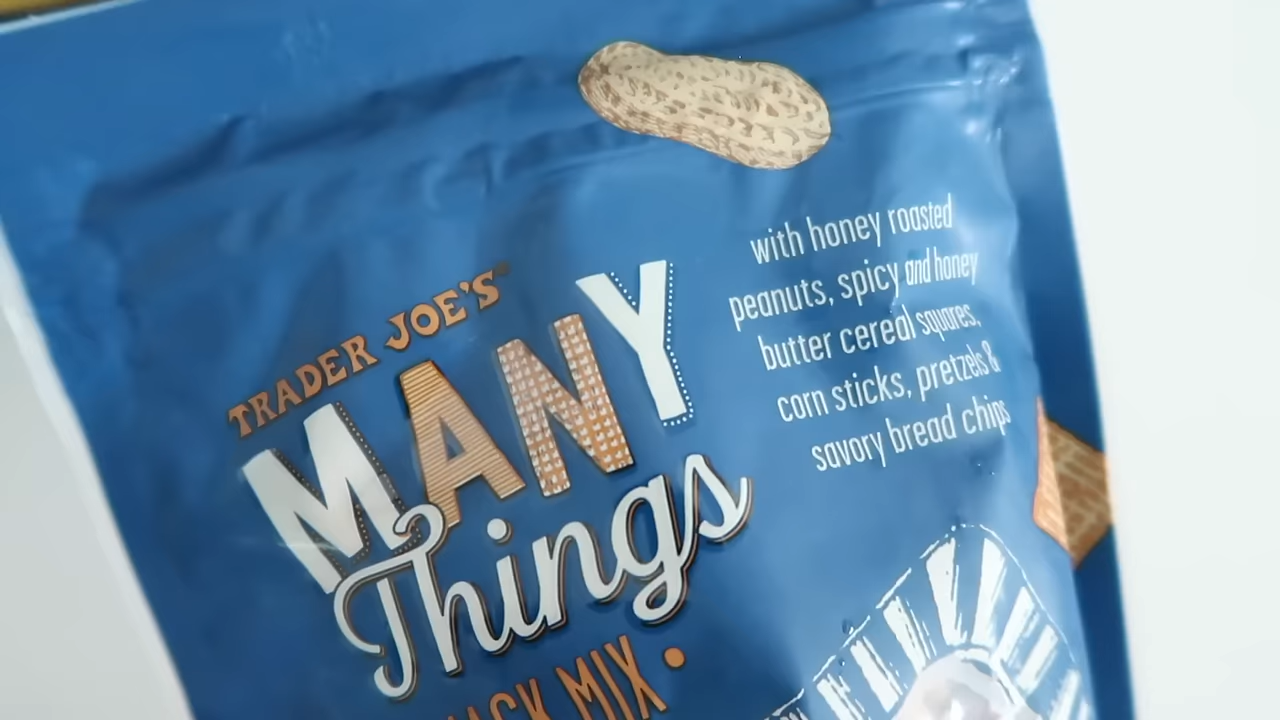 TRADER JOE'S
MANY
Things
MIX •
with honey roasted
peanuts, spicy and honey
butter cereal squares,
corn sticks, pretzels &
savory bread chips